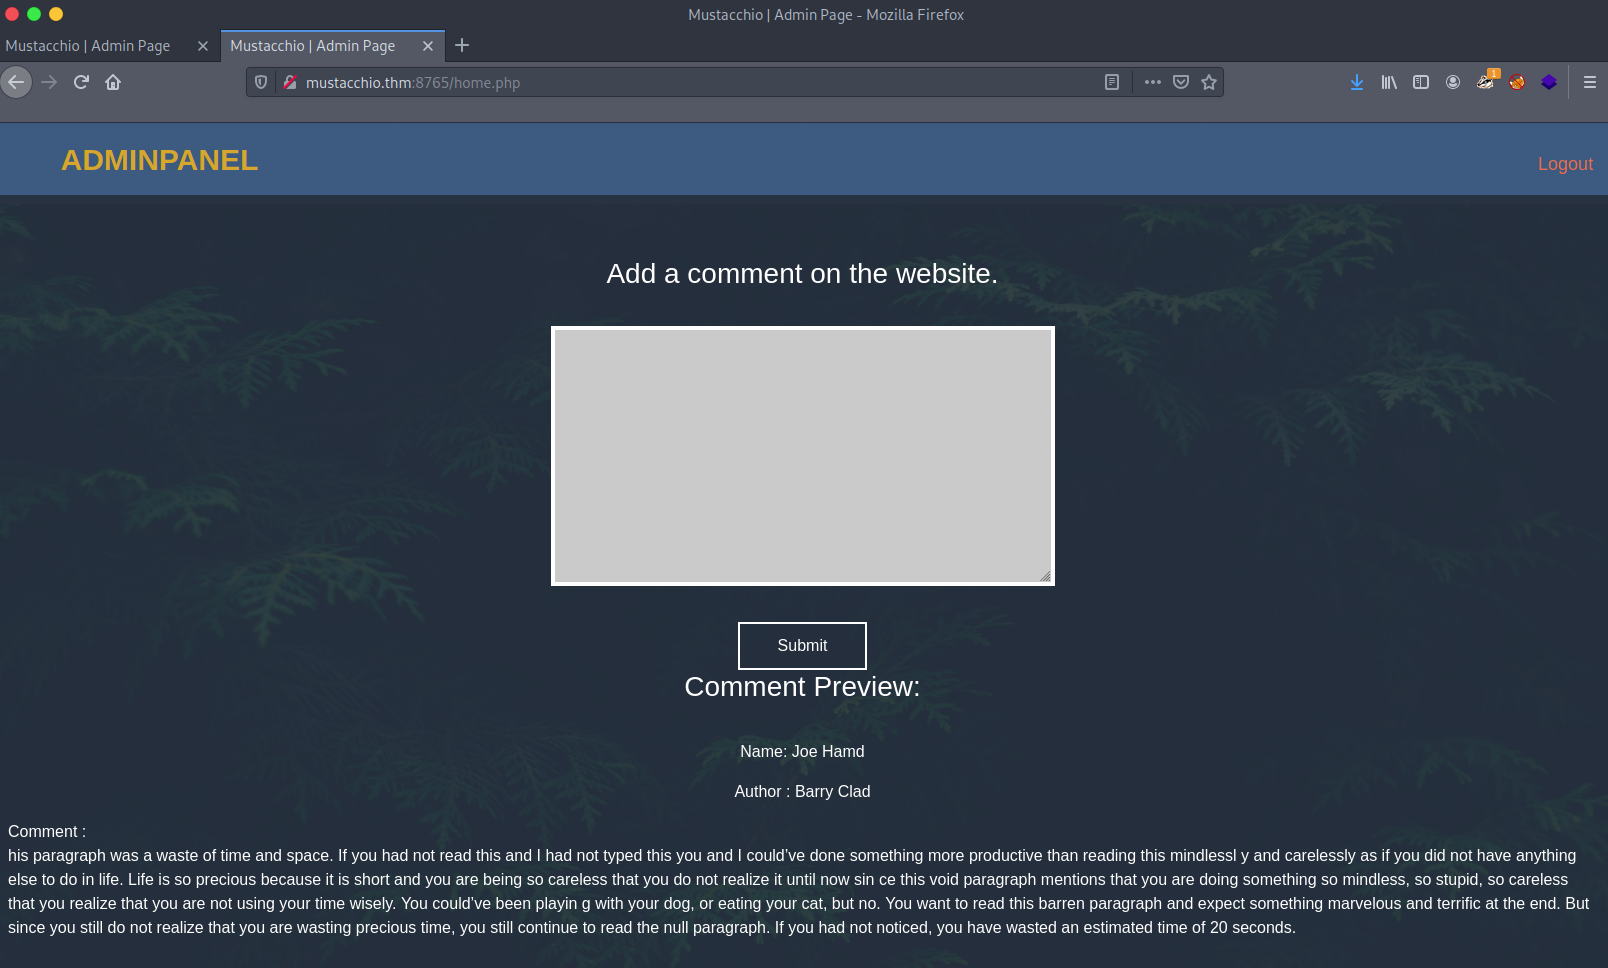 Mustacchio | Admin Page - Mozilla Firefox
Mustacchio | Admin Page
Mustacchio | Admin Page
mustacchio.thm:8765/home.php
1
ADMINPANEL
Logout
Add a comment on the website.
Submit
Comment Preview:
Name: Joe Hamd
Author : Barry Clad
Comment :
his paragraph was a waste of time and space. If you had not read this and I had not typed this you and I could’ve done something more productive than reading this mindlessl y and carelessly as if you did not have anything
else to do in life. Life is so precious because it is short and you are being so careless that you do not realize it until now sin ce this void paragraph mentions that you are doing something so mindless, so stupid, so careless
that you realize that you are not using your time wisely. You could’ve been playin g with your dog, or eating your cat, but no. You want to read this barren paragraph and expect something marvelous and terrific at the end. But
since you still do not realize that you are wasting precious time, you still continue to read the null paragraph. If you had not noticed, you have wasted an estimated time of 20 seconds.